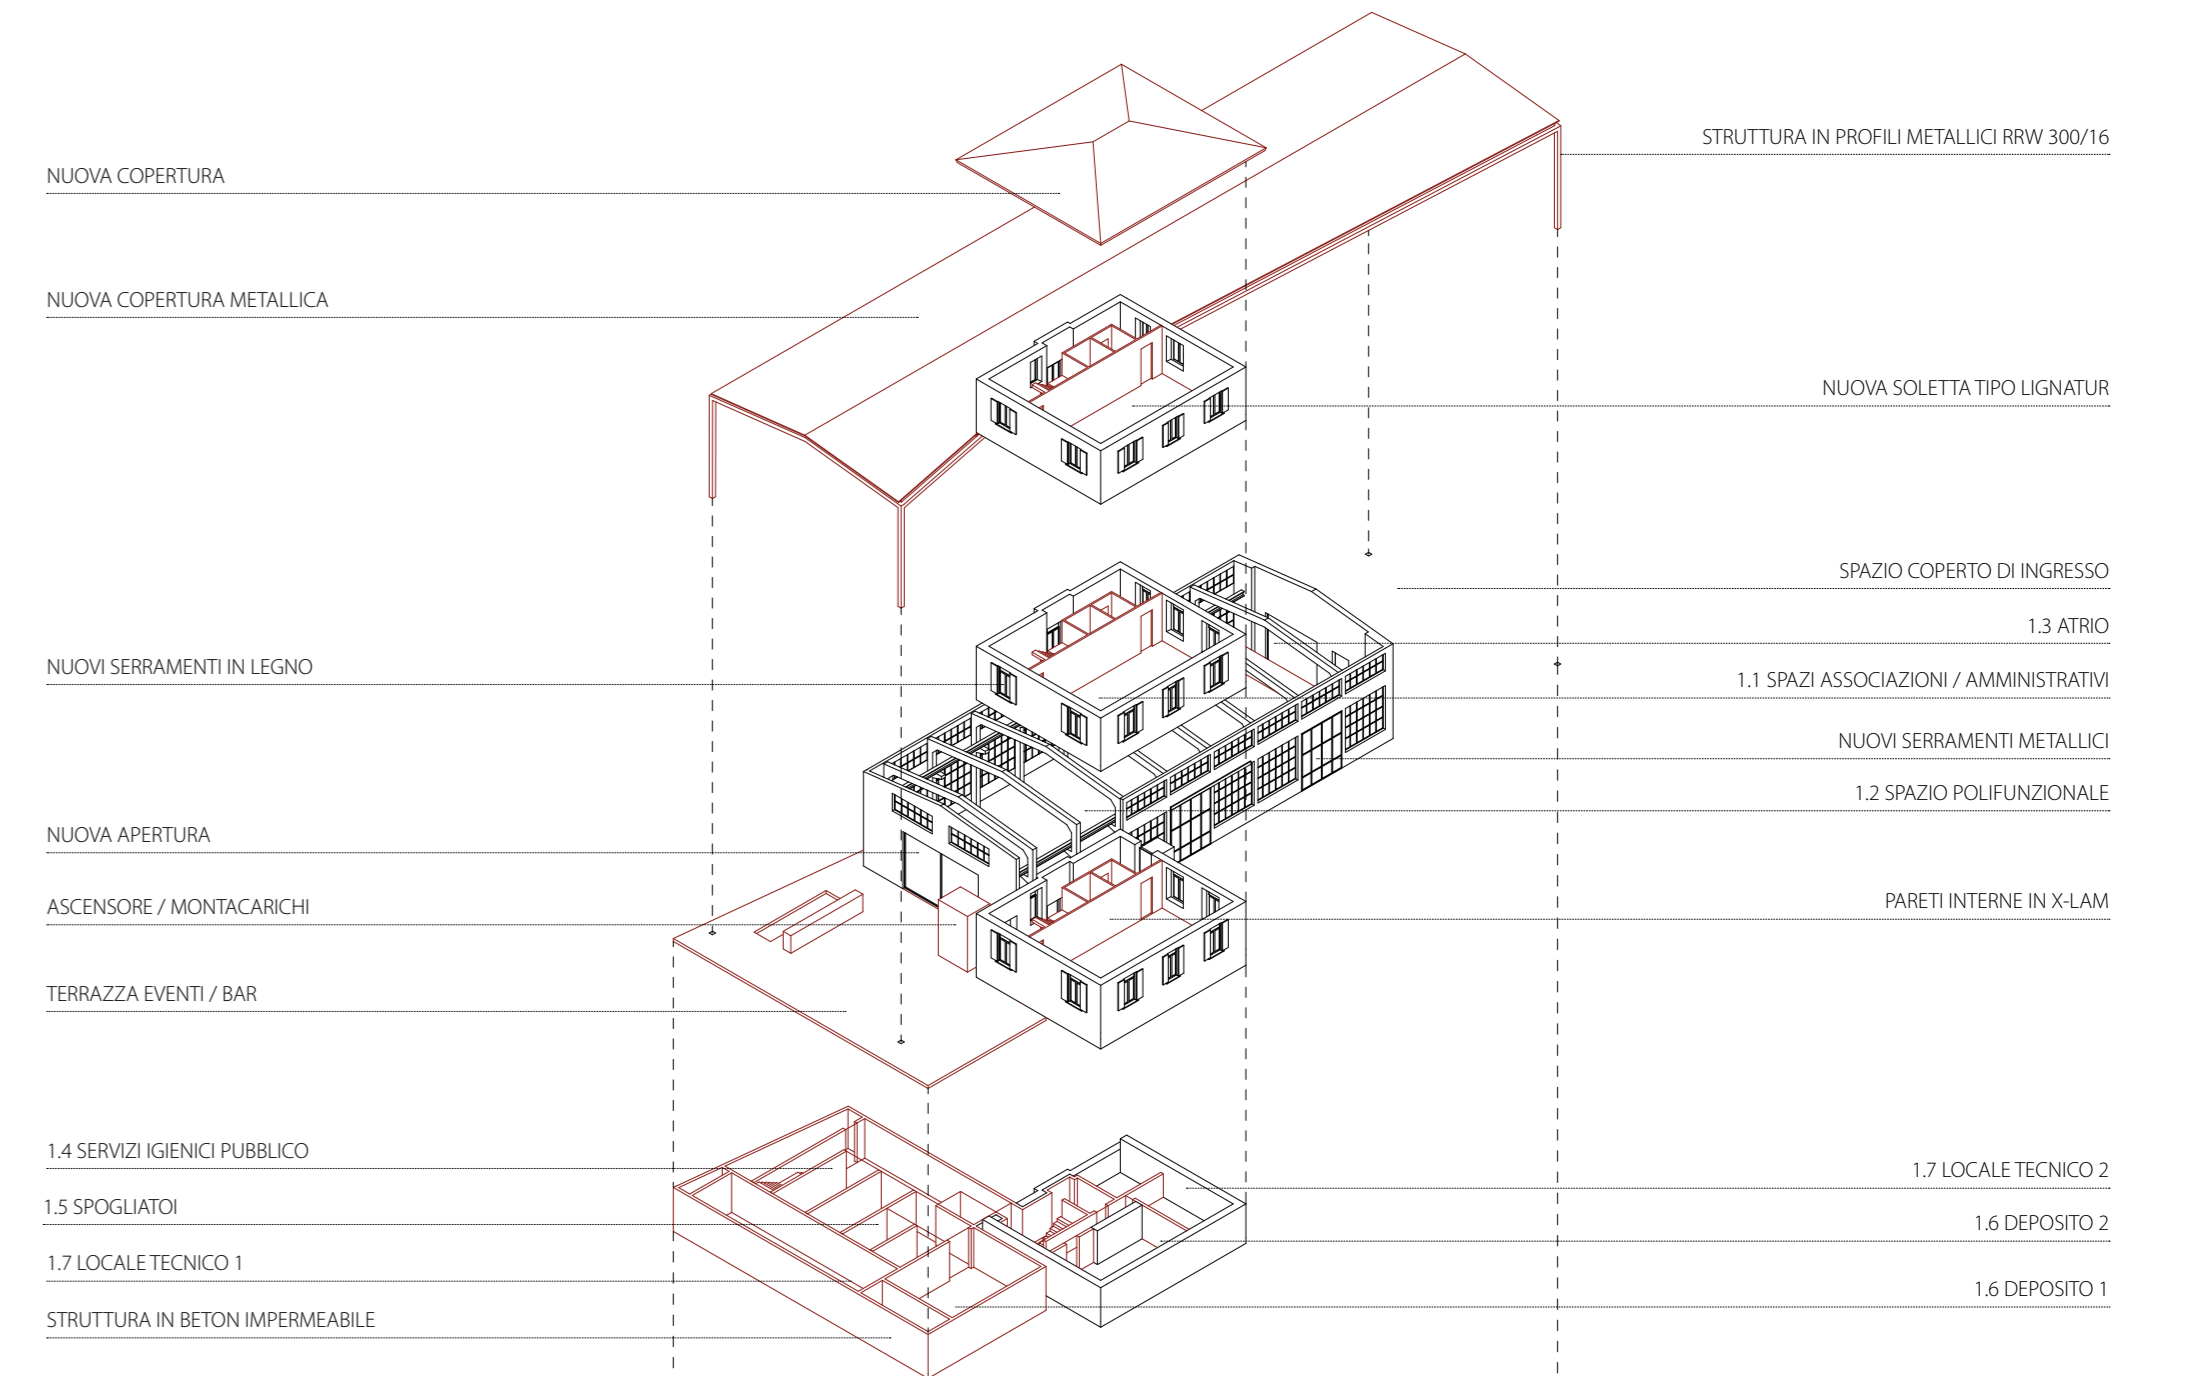 NUOVA COPERTURA
NUOVA COPERTURA METALLICA
NUOVI SERRAMENTI IN LEGNO
NUOVA APERTURA
ASCENSORE / MONTACARICHI
TERRAZZA EVENTI / BAR
1.4 SERVIZI IGIENICI PUBBLICO
1.5 SPOGLIATOI
1.7 LOCALE TECNICO 1
STRUTTURA IN BETON IMPERMEABILE
STRUTTURA IN PROFILI METALLICI RRW 300/16
NUOVA SOLETTA TIPO LIGNATUR
SPAZIO COPERTO DI INGRESSO
1.3 ATRIO
1.1 SPAZI ASSOCIAZIONI / AMMINISTRATIVI
NUOVI SERRAMENTI METALLICI
1.2 SPAZIO POLIFUNZIONALE
PARETI INTERNE IN X-LAM
1.7 LOCALE TECNICO 2
1.6 DEPOSITO 2
1.6 DEPOSITO 1